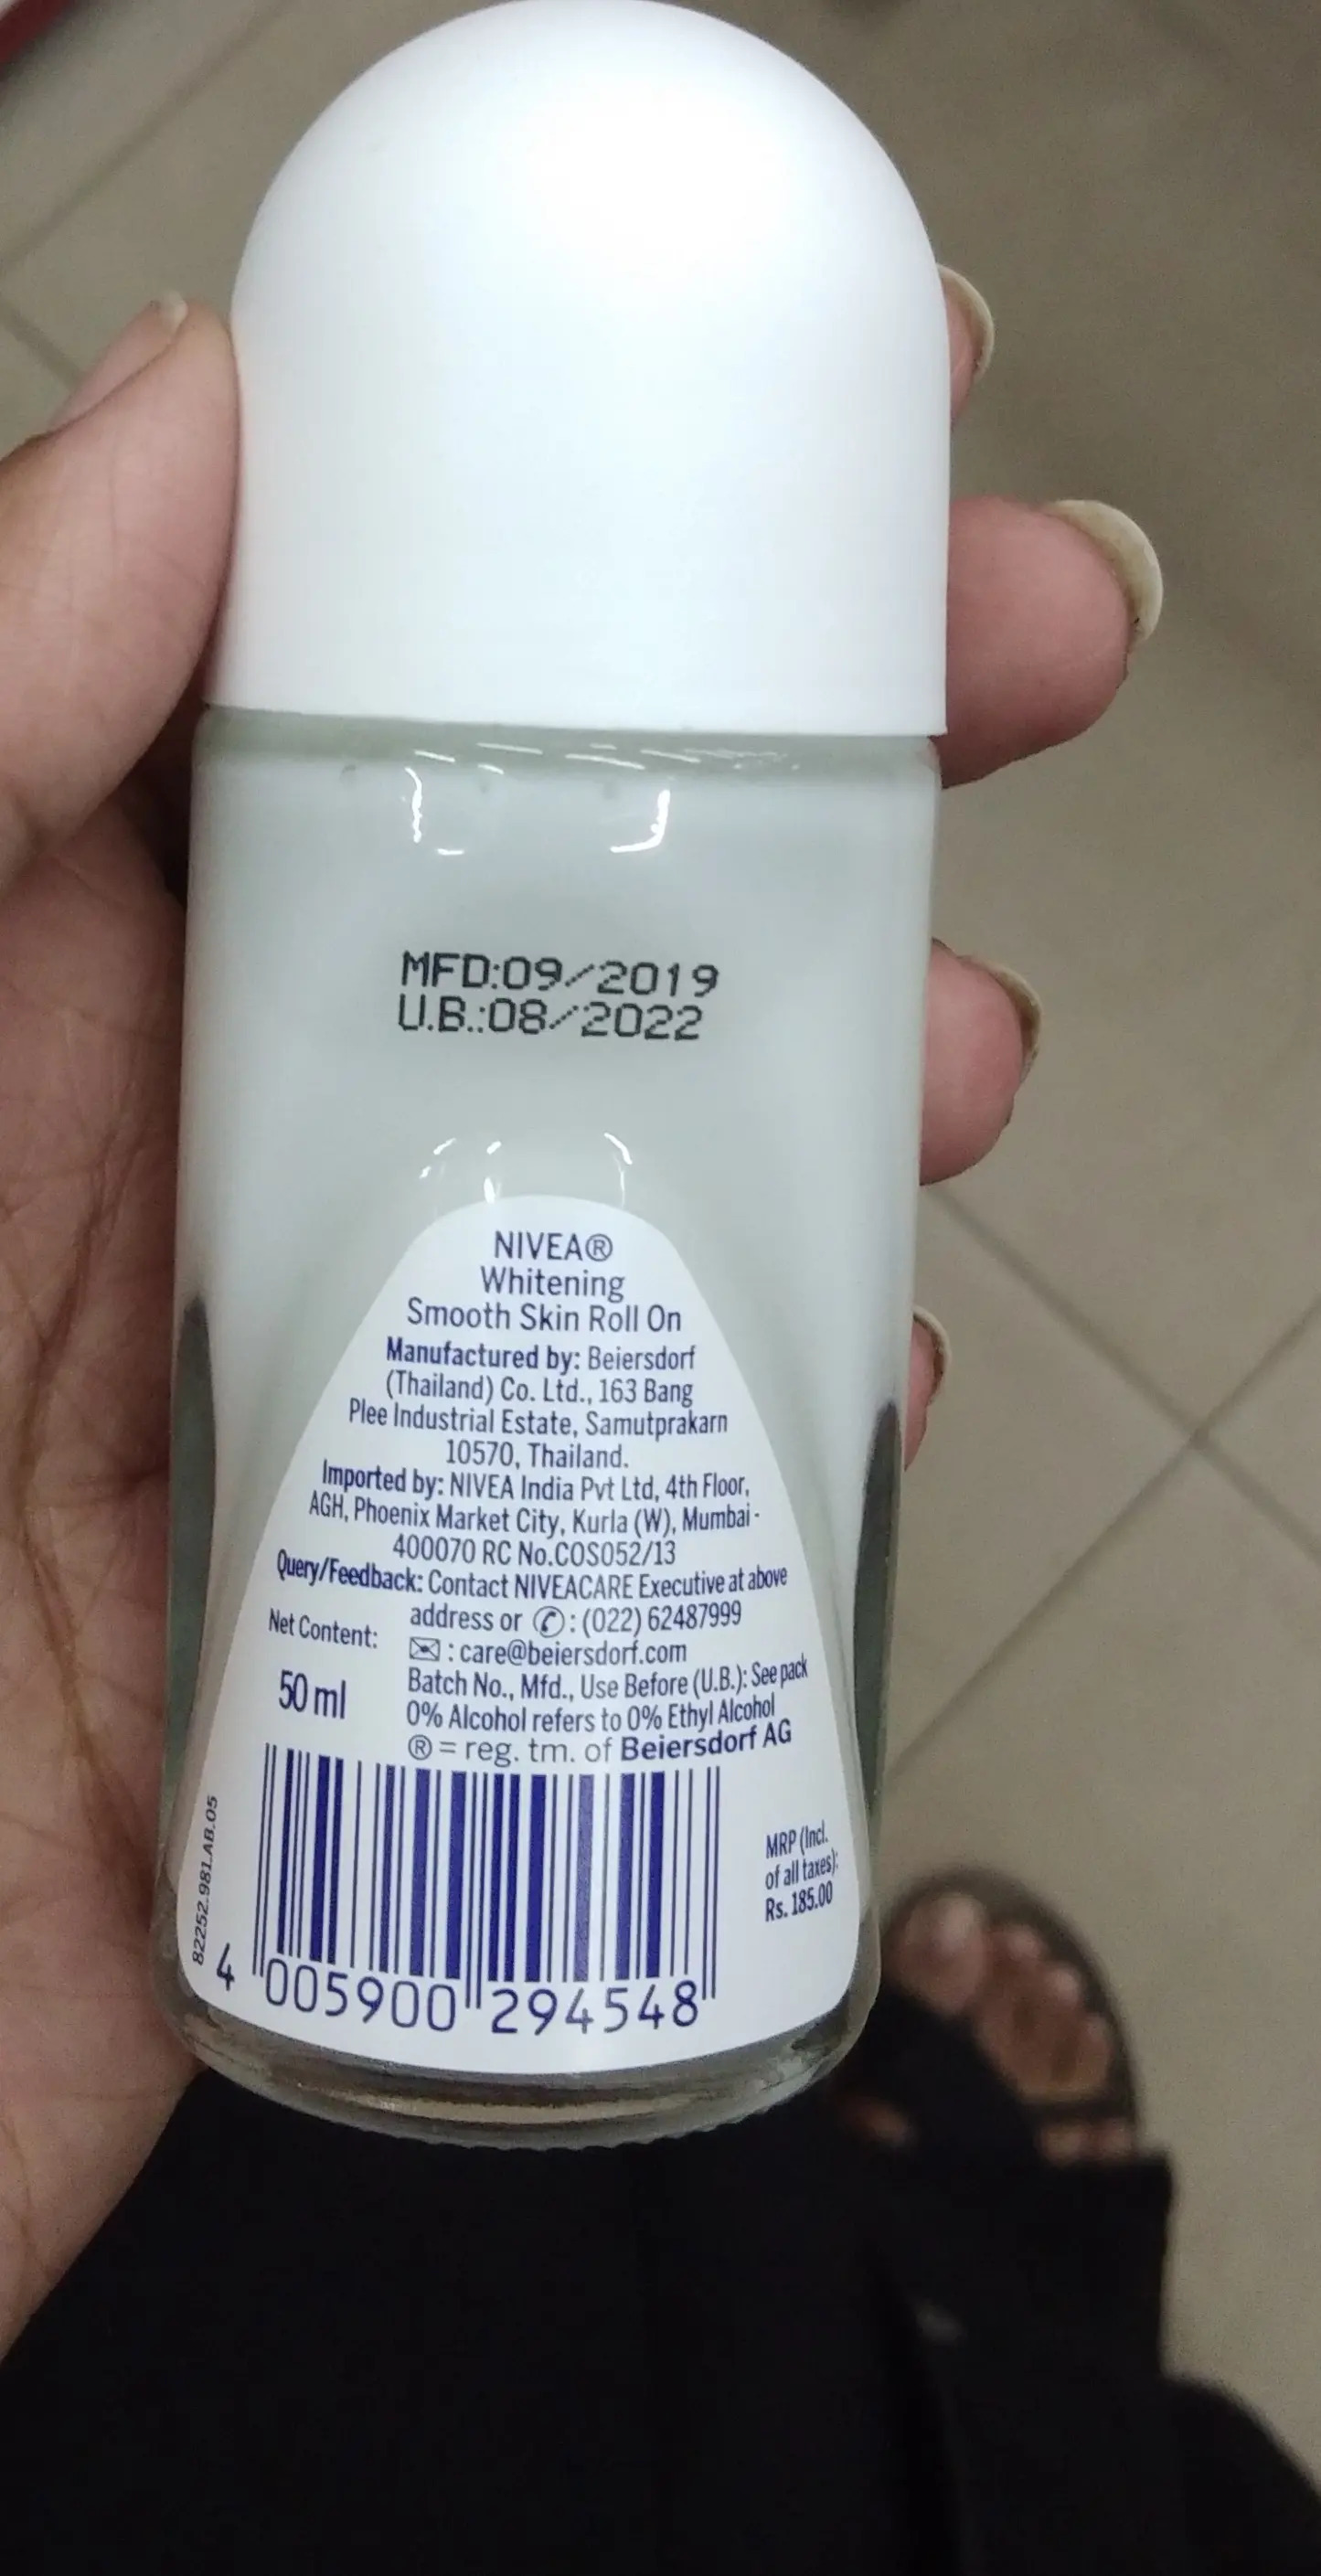 MFD:09/2019
U.B.:08/2022
NIVEA®
Whitening
Smooth Skin Roll On
Manufactured by: Beiersdorf
(Thailand) Co. Ltd., 163 Bang
Plee Industrial Estate, Samutprakarn
10570, Thailand.
Imported by: NIVEA India Pvt Ltd, 4th Floor,
AGH, Phoenix Market City, Kurla (W), Mumbai -
400070 RC No.COS052/13
Query/Feedback: Contact NIVEACARE Executive at above
address or ✆: (022) 62487999
✉: care@beiersdorf.com
Net Content:
50 ml
Batch No., Mfd., Use Before (U.B.): See pack
0% Alcohol refers to 0% Ethyl Alcohol
® = reg. tm. of Beiersdorf AG
82252.981.AB.05
MRP (Incl.
of all taxes):
Rs. 185.00
4 005900 294548